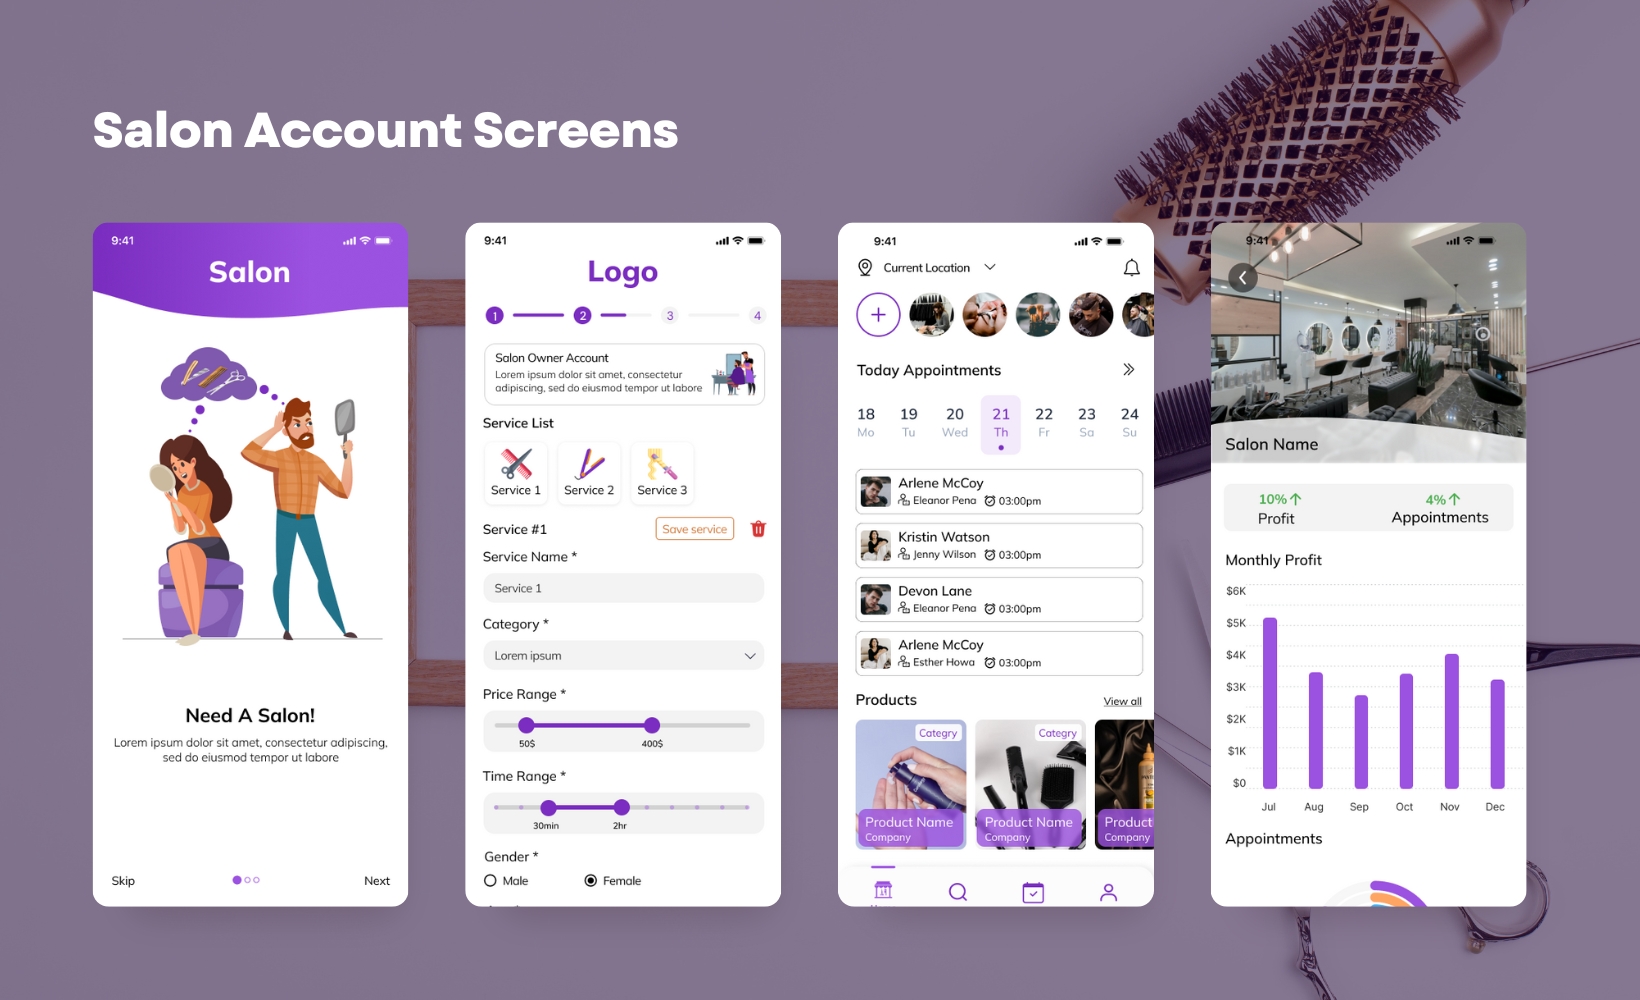 Salon Account Screens
9:41
Salon
Need A Salon!
Lorem ipsum dolor sit amet, consectetur adipiscing,
sed do eiusmod tempor ut labore
Skip
Next
9:41
Logo
1 2 3 4
Salon Owner Account
Lorem ipsum dolor sit amet, consectetur
adipiscing, sed do eiusmod tempor ut labore
Service List
Service 1 Service 2 Service 3
Service #1
Save service
Service Name *
Service 1
Category *
Lorem ipsum
Price Range *
50$ 400$
Time Range *
30min 2hr
Gender *
Male Female
9:41
Current Location
Today Appointments
18 19 20 21 22 23 24
Mo Tu Wed Th Fr Sa Su
Arlene McCoy
Eleanor Pena 03:00pm
Kristin Watson
Jenny Wilson 03:00pm
Devon Lane
Eleanor Pena 03:00pm
Arlene McCoy
Esther Howa 03:00pm
Products
View all
Categry
Product Name
Company
Categry
Product Name
Company
Product
Company
9:41
Salon Name
10%
Profit
4%
Appointments
Monthly Profit
$6K
$5K
$4K
$3K
$2K
$1K
$0
Jul Aug Sep Oct Nov Dec
Appointments